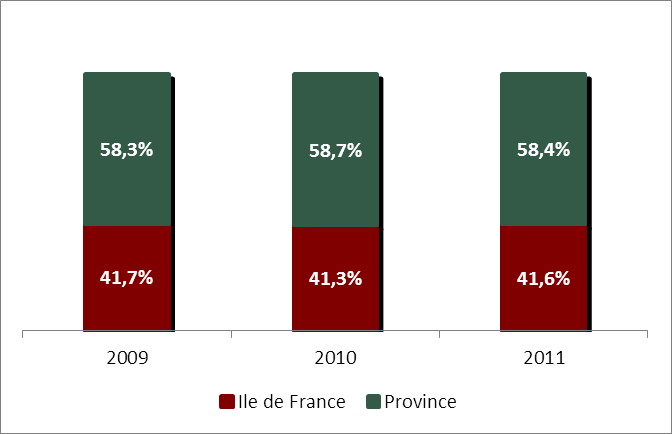 58,3% 58,7% 58,4%
41,7% 41,3% 41,6%
2009 2010 2011
Ile de France Province